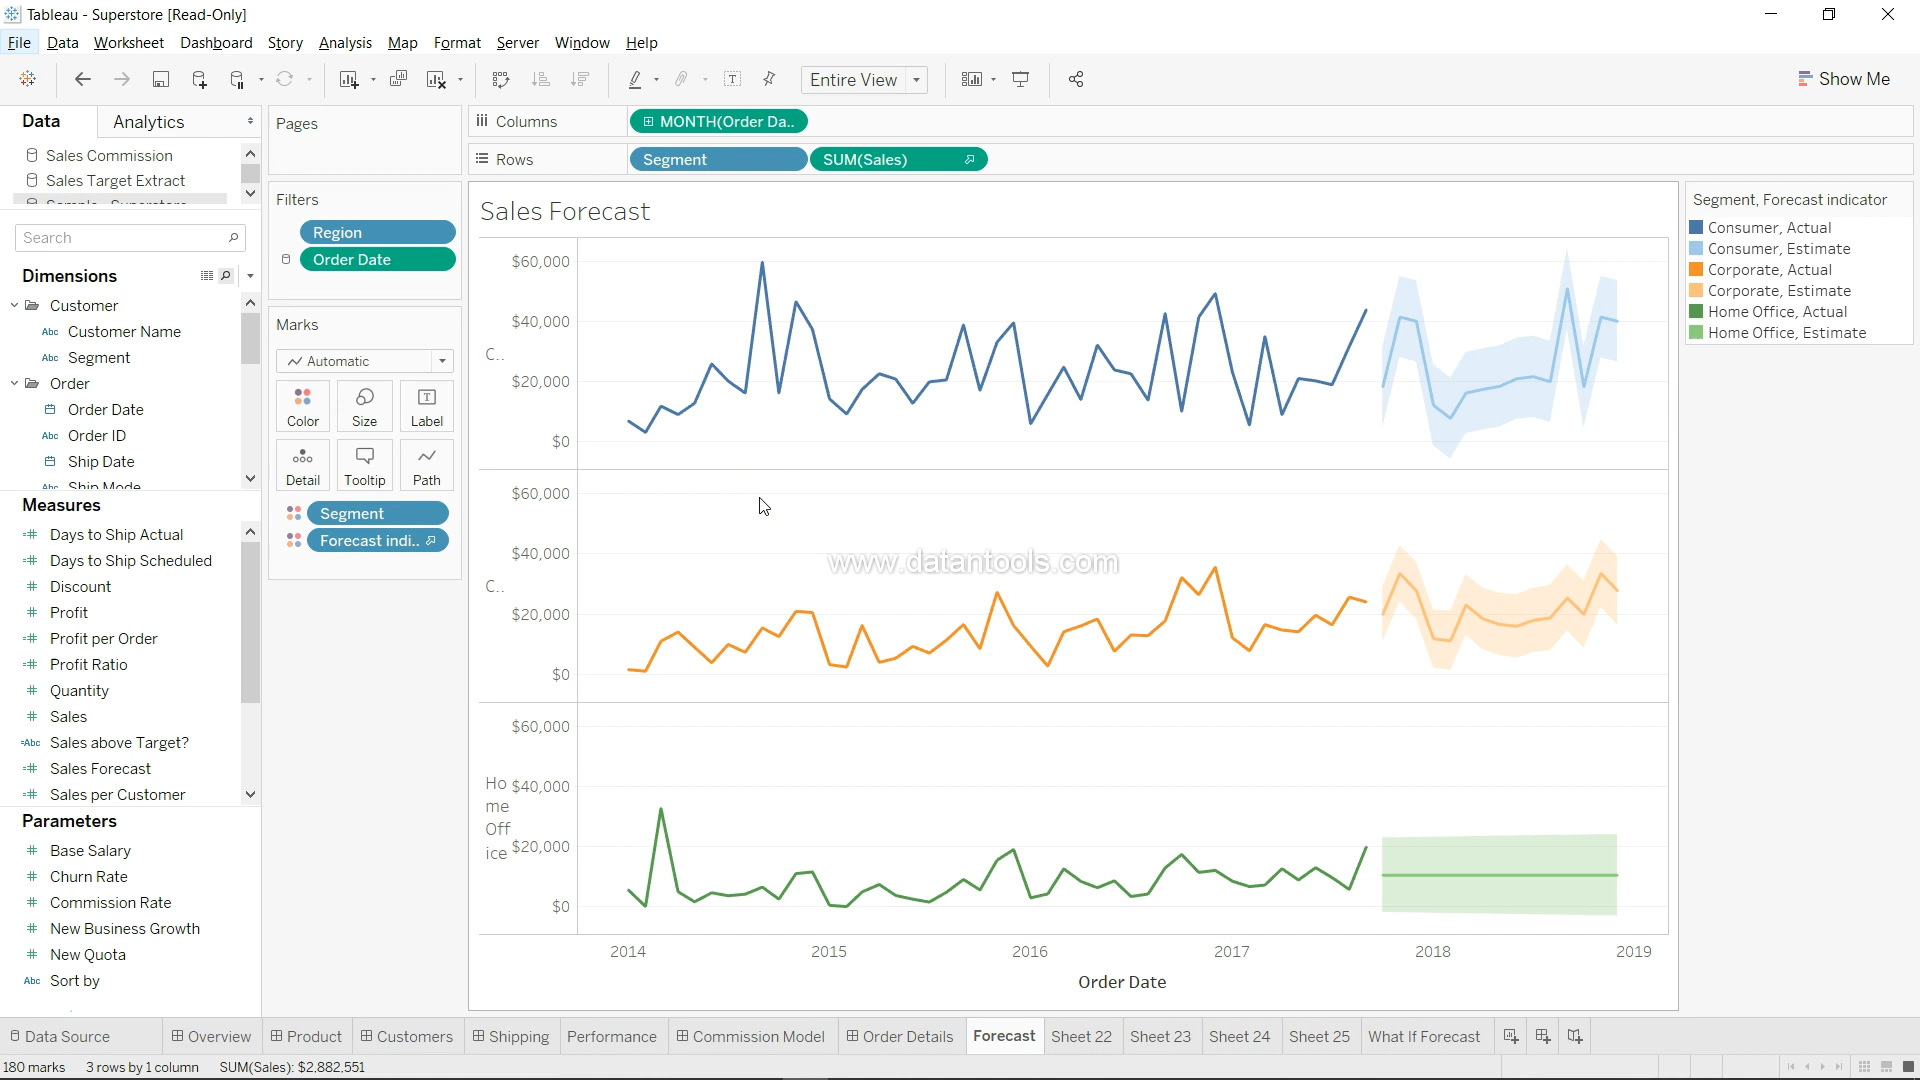 Tableau - Superstore [Read-Only]
File Data Worksheet Dashboard Story Analysis Map Format Server Window Help
Entire View
Show Me
Data Analytics
Sales Commission
Sales Target Extract
Search
Dimensions
Customer
Abc Customer Name
Abc Segment
Order
Order Date
Abc Order ID
Ship Date
Abc Ship Mode
Measures
Days to Ship Actual
Days to Ship Scheduled
Discount
Profit
Profit per Order
Profit Ratio
Quantity
Sales
=Abc Sales above Target?
Sales Forecast
Sales per Customer
Parameters
Base Salary
Churn Rate
Commission Rate
New Business Growth
New Quota
Abc Sort by
Pages
Filters
Region
Order Date
Marks
Automatic
Color Size Label
Detail Tooltip Path
Segment
Forecast indi..
Columns MONTH(Order Da..
Rows Segment SUM(Sales)
Sales Forecast
$60,000
$40,000
C..
$20,000
$0
$60,000
$40,000
www.datantools.com
C..
$20,000
$0
$60,000
Ho $40,000
me
Off
ice $20,000
$0
2014 2015 2016 2017 2018 2019
Order Date
Segment, Forecast indicator
Consumer, Actual
Consumer, Estimate
Corporate, Actual
Corporate, Estimate
Home Office, Actual
Home Office, Estimate
Data Source Overview Product Customers Shipping Performance Commission Model Order Details Forecast Sheet 22 Sheet 23 Sheet 24 Sheet 25 What If Forecast
180 marks 3 rows by 1 column SUM(Sales): $2,882,551